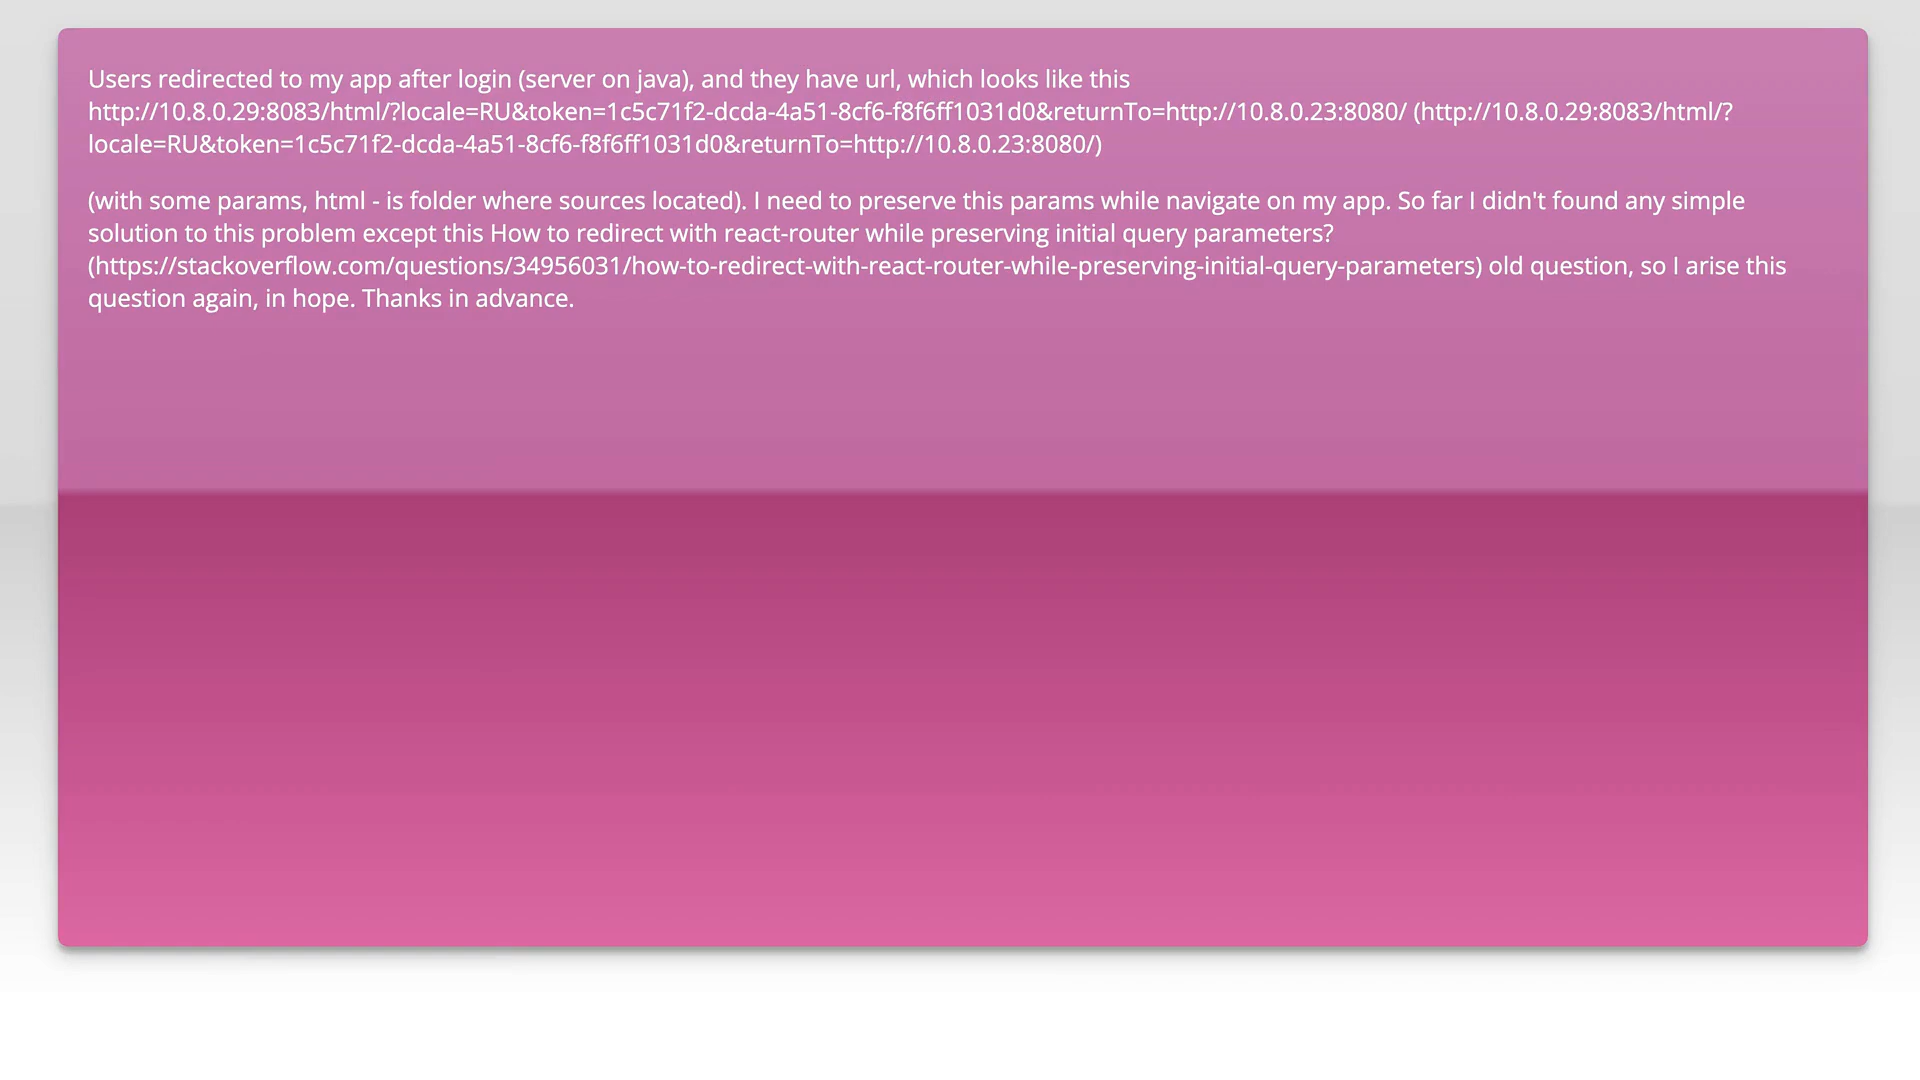 Users redirected to my app after login (server on java), and they have url, which looks like this
http://10.8.0.29:8083/html/?locale=RU&token=1c5c71f2-dcda-4a51-8cf6-f8f6ff1031d0&returnTo=http://10.8.0.23:8080/ (http://10.8.0.29:8083/html/?
locale=RU&token=1c5c71f2-dcda-4a51-8cf6-f8f6ff1031d0&returnTo=http://10.8.0.23:8080/)
(with some params, html - is folder where sources located). I need to preserve this params while navigate on my app. So far I didn't found any simple
solution to this problem except this How to redirect with react-router while preserving initial query parameters?
(https://stackoverflow.com/questions/34956031/how-to-redirect-with-react-router-while-preserving-initial-query-parameters) old question, so I arise this
question again, in hope. Thanks in advance.